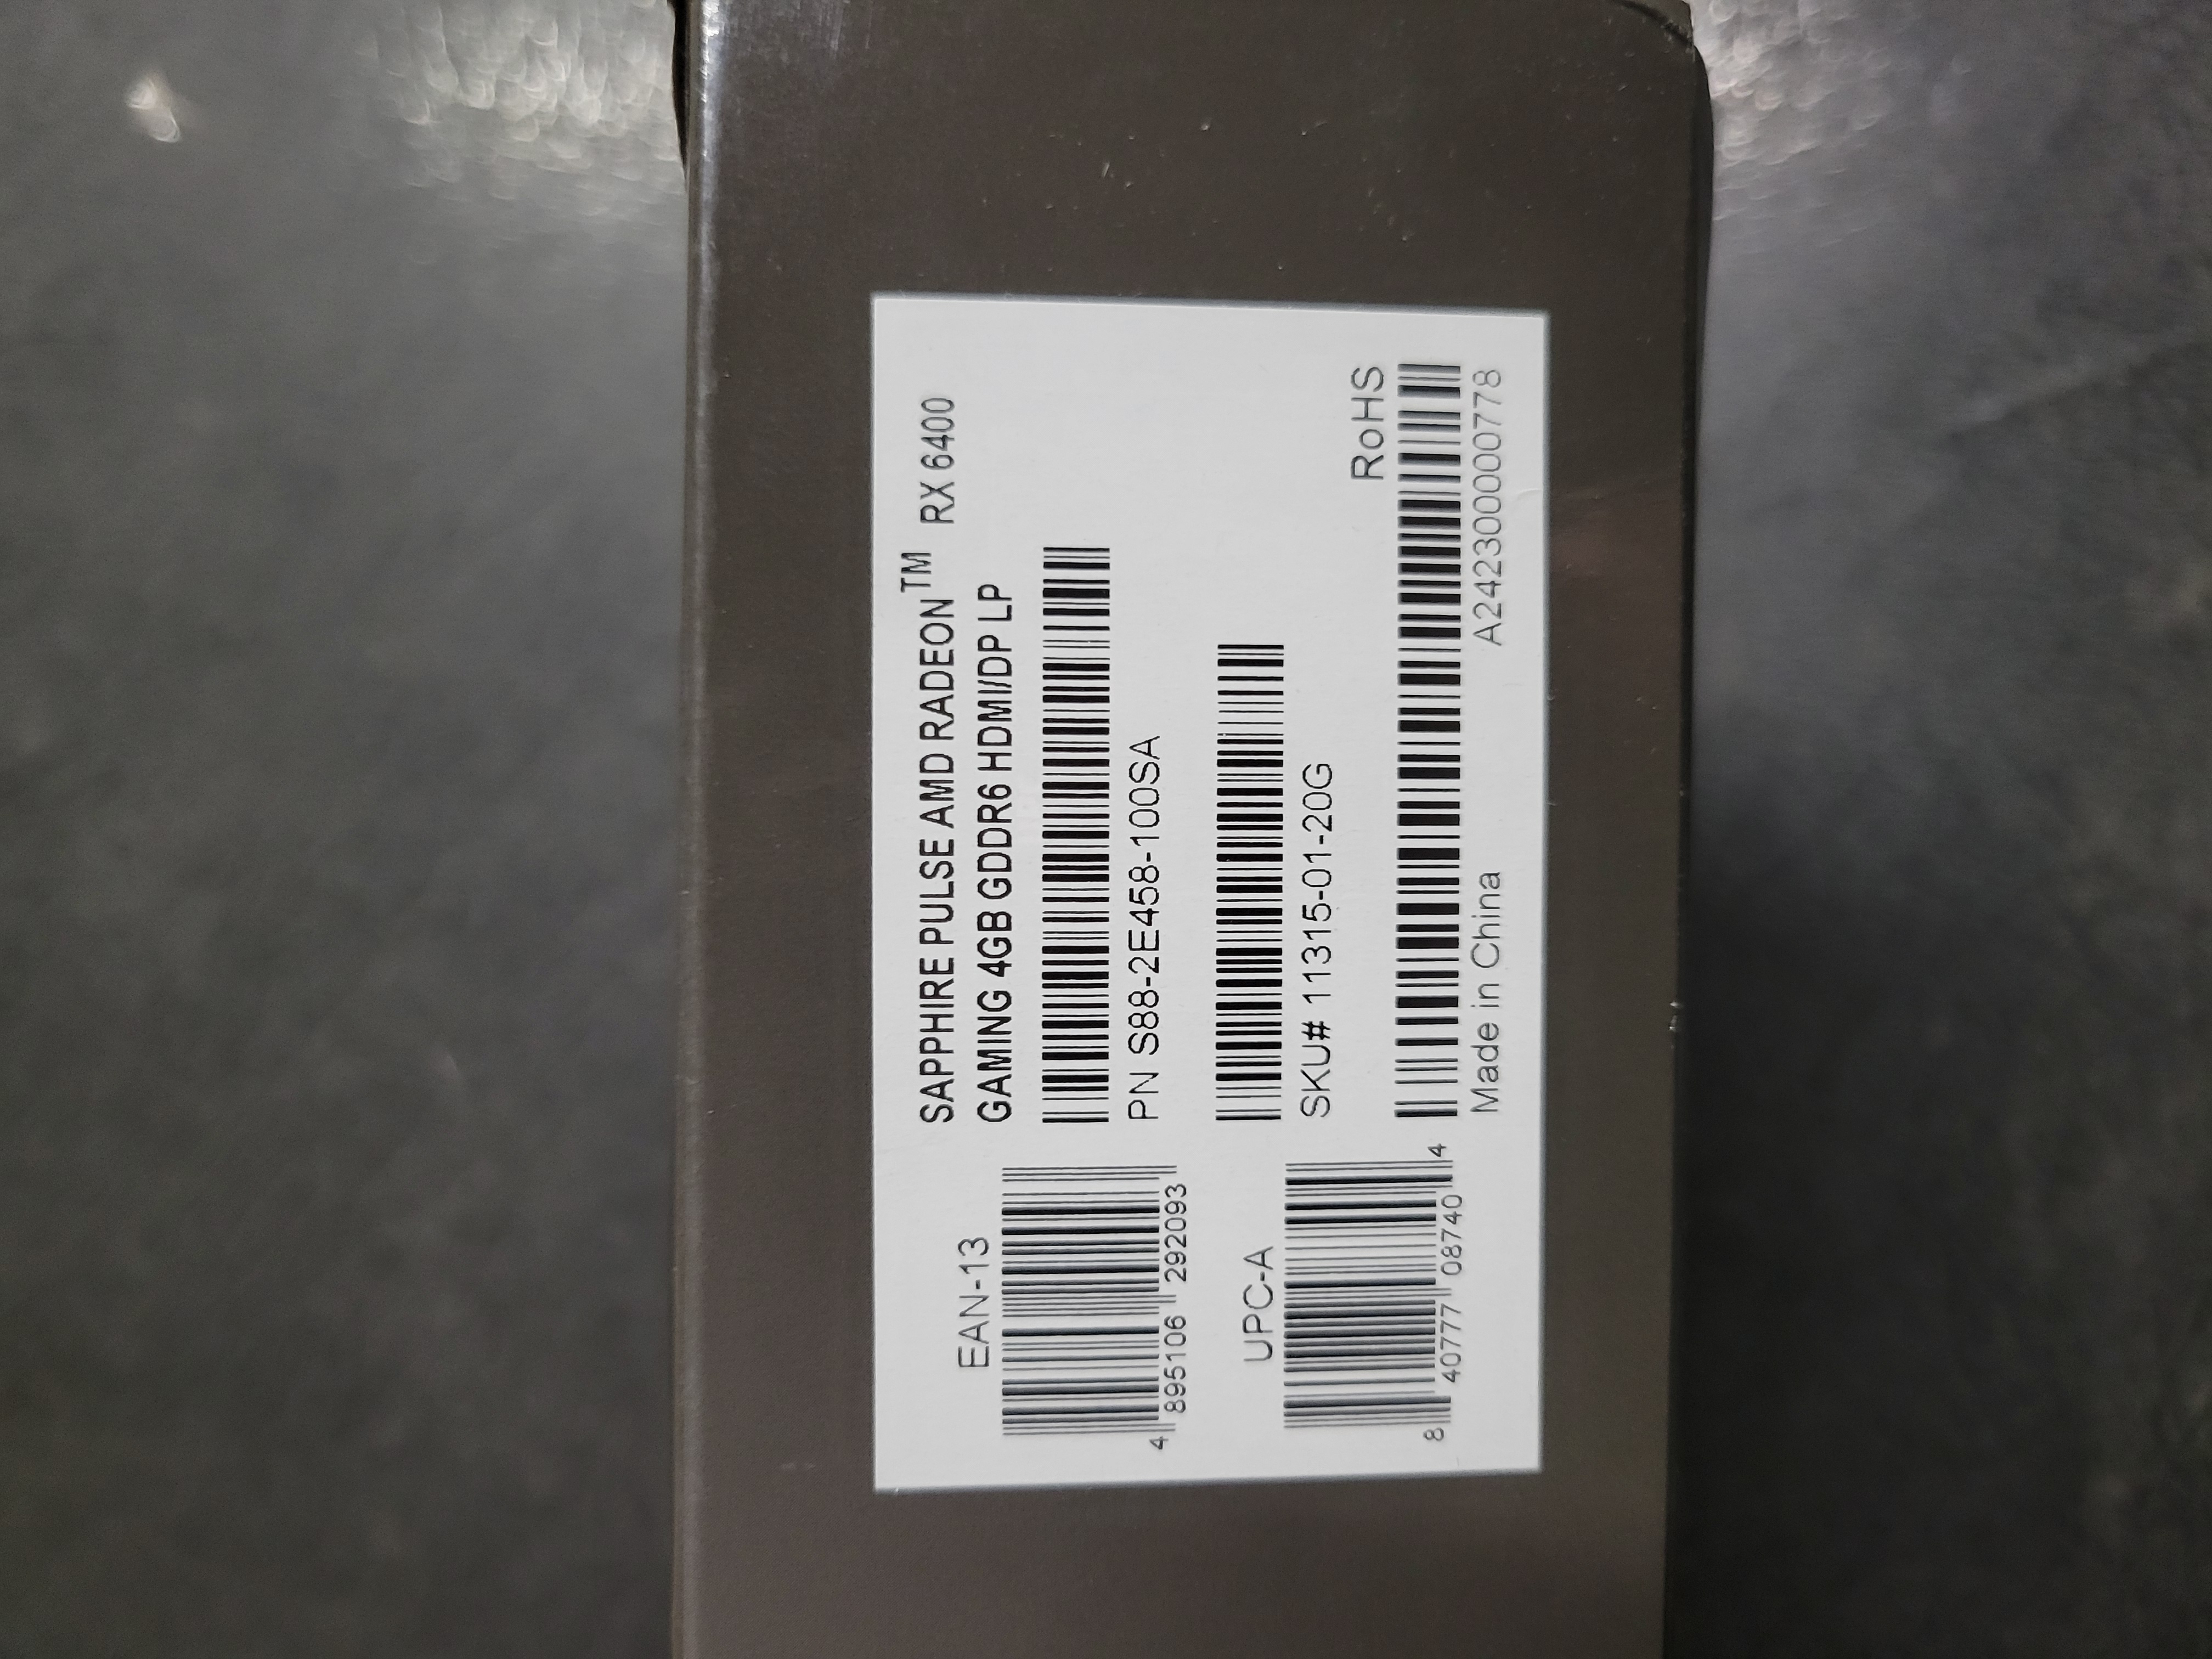 SAPPHIRE PULSE AMD RADEON™ RX 6400
GAMING 4GB GDDR6 HDMI/DP LP
EAN-13
4 895106 292093
PN S88-2E458-100SA
UPC-A
8 40777 08740 4
SKU# 11315-01-20G
RoHS
Made in China
A242300000778